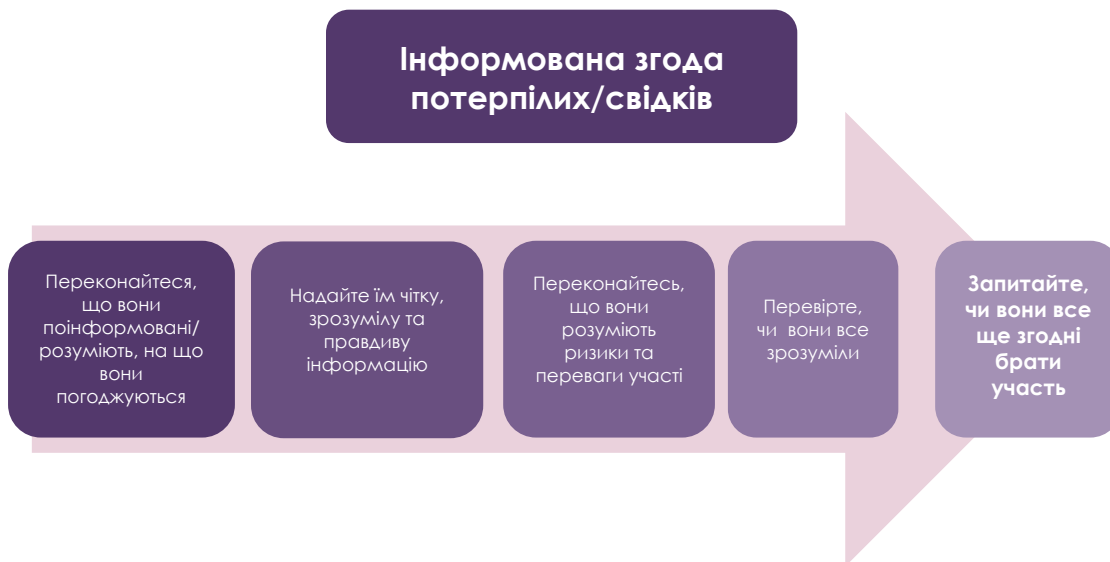 Інформована згода
потерпілих/свідків
Переконайтеся,
що вони
поінформовані/
розуміють, на що
вони
погоджуються
Надайте їм чітку,
зрозумілу та
правдиву
інформацію
Переконайтесь,
що вони
розуміють
ризики та
переваги участі
Перевірте,
чи вони все
зрозуміли
Запитайте,
чи вони все
ще згодні
брати
участь